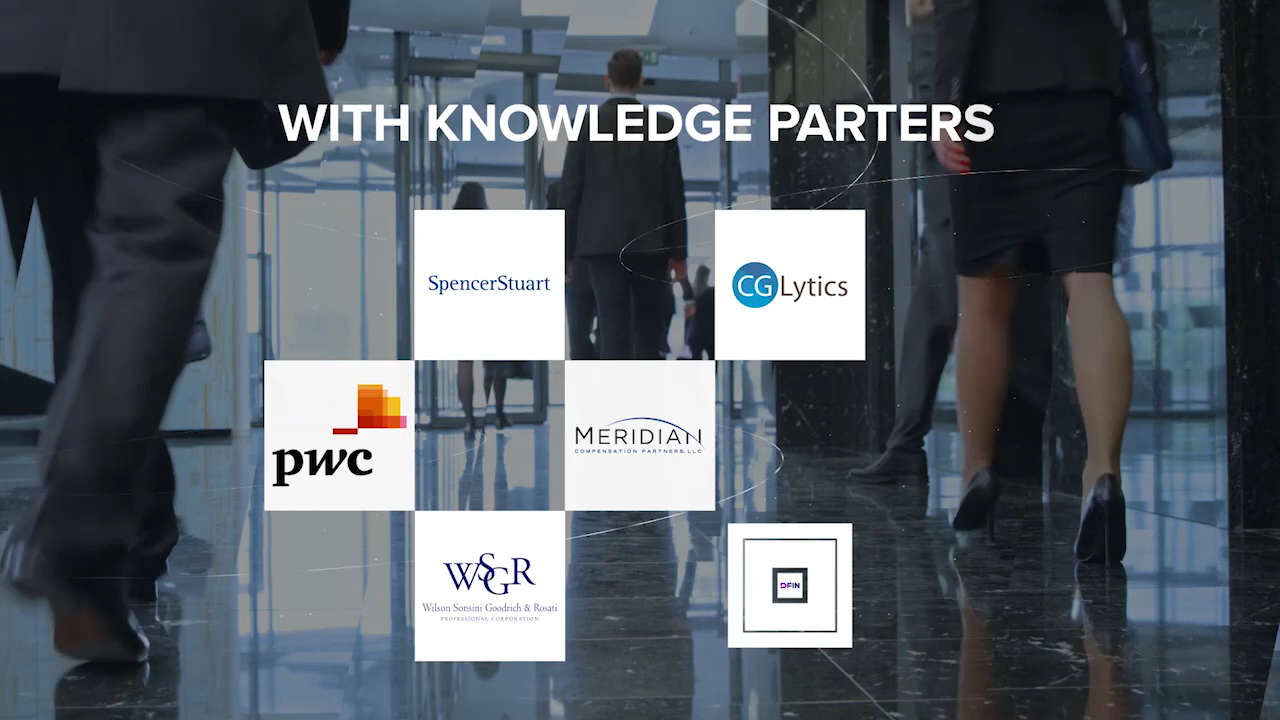 WITH KNOWLEDGE PARTERS
SpencerStuart
CGLytics
pwc
MERIDIAN
COMPENSATION PARTNERS, LLC
WSGR
Wilson Sonsini Goodrich & Rosati
PROFESSIONAL CORPORATION
DFIN